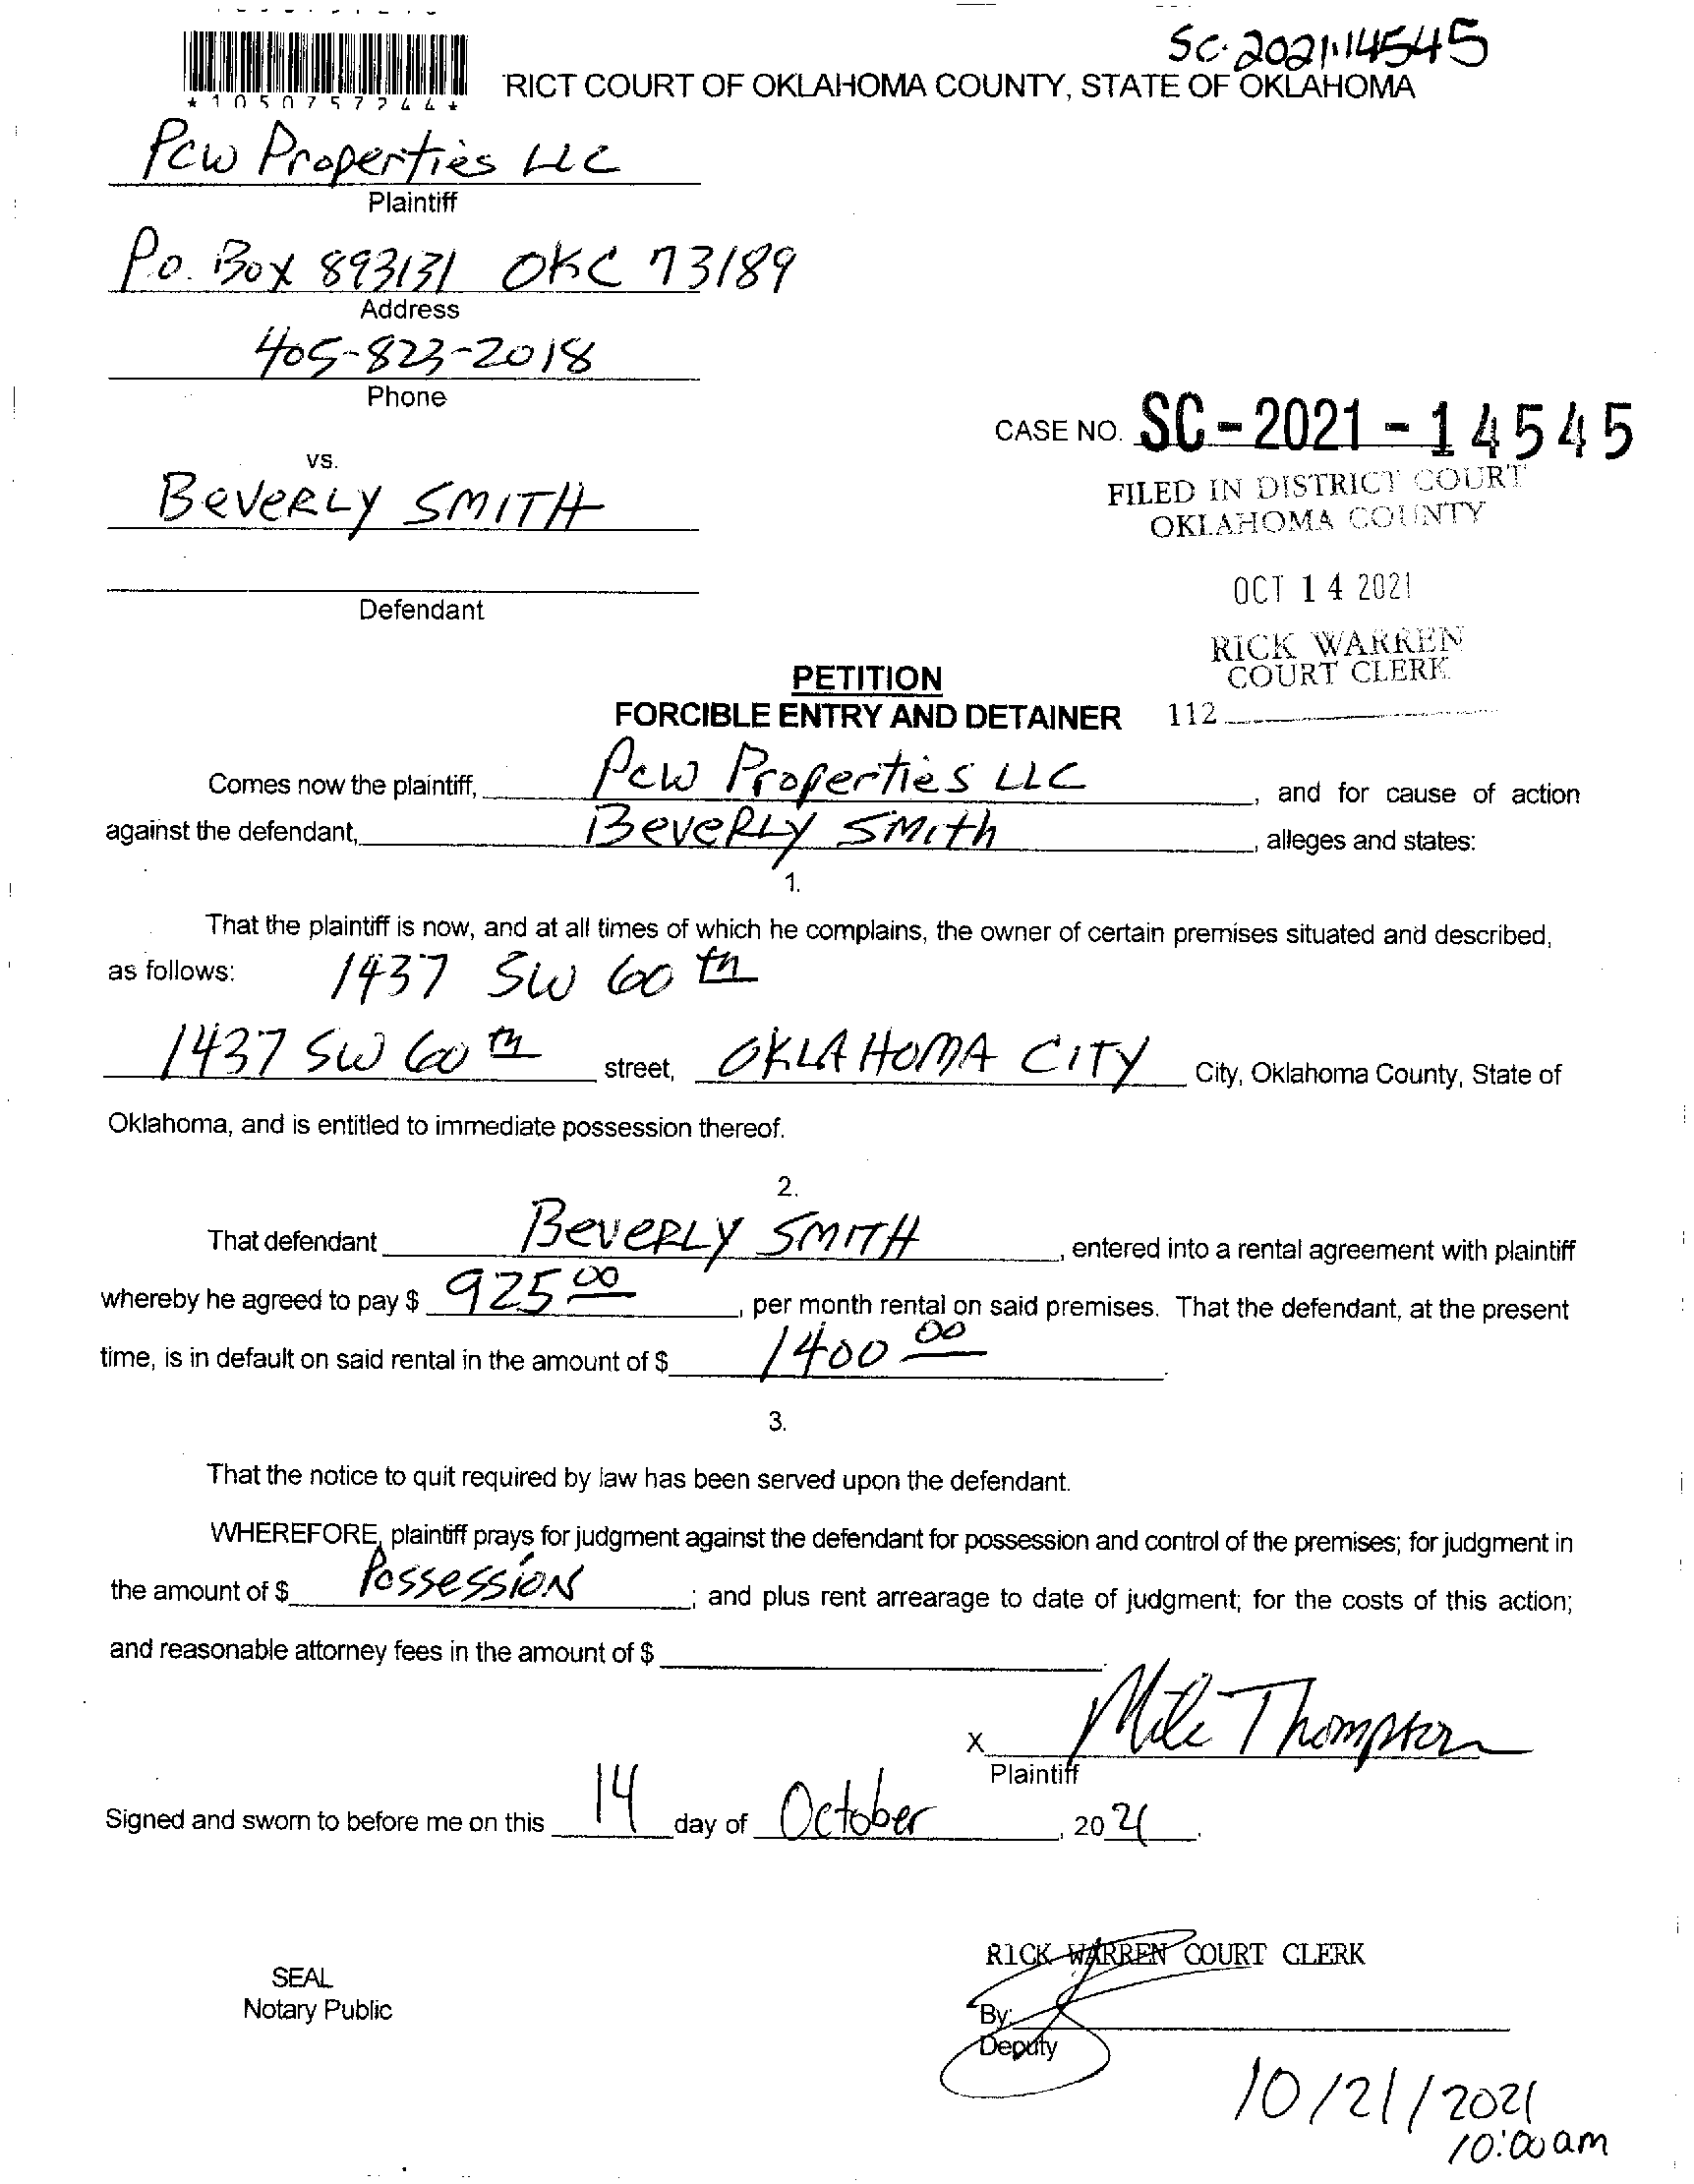 SC-2021-14545
*1050757244*
RICT COURT OF OKLAHOMA COUNTY, STATE OF OKLAHOMA
Pcw Properties LLC
Plaintiff
P.O. Box 893131 OKC 73189
Address
405-823-2018
Phone
CASE NO. SC-2021-14545
vs.
BeVeRLY SMITH
FILED IN DISTRICT COURT
OKLAHOMA COUNTY
OCT 14 2021
Defendant
RICK WARREN
COURT CLERK
112
PETITION
FORCIBLE ENTRY AND DETAINER
Comes now the plaintiff, Pcw Properties LLC, and for cause of action
against the defendant, BeveRLY SMith, alleges and states:
1.
That the plaintiff is now, and at all times of which he complains, the owner of certain premises situated and described,
as follows: 1437 SW 60th
1437 SW 60th street, OKLAHOMA CITY City, Oklahoma County, State of
Oklahoma, and is entitled to immediate possession thereof.
2.
That defendant BeveRLY SMITH, entered into a rental agreement with plaintiff
whereby he agreed to pay $ 925 00, per month rental on said premises. That the defendant, at the present
time, is in default on said rental in the amount of $ 1400 00.
3.
That the notice to quit required by law has been served upon the defendant.
WHEREFORE, plaintiff prays for judgment against the defendant for possession and control of the premises; for judgment in
the amount of $ PossessioN; and plus rent arrearage to date of judgment; for the costs of this action;
and reasonable attorney fees in the amount of $
x Mike Thompson
Plaintiff
Signed and sworn to before me on this 14 day of October, 2021.
RICK WARREN COURT CLERK
SEAL
Notary Public
By:
Deputy
10/21/2021
10:00am